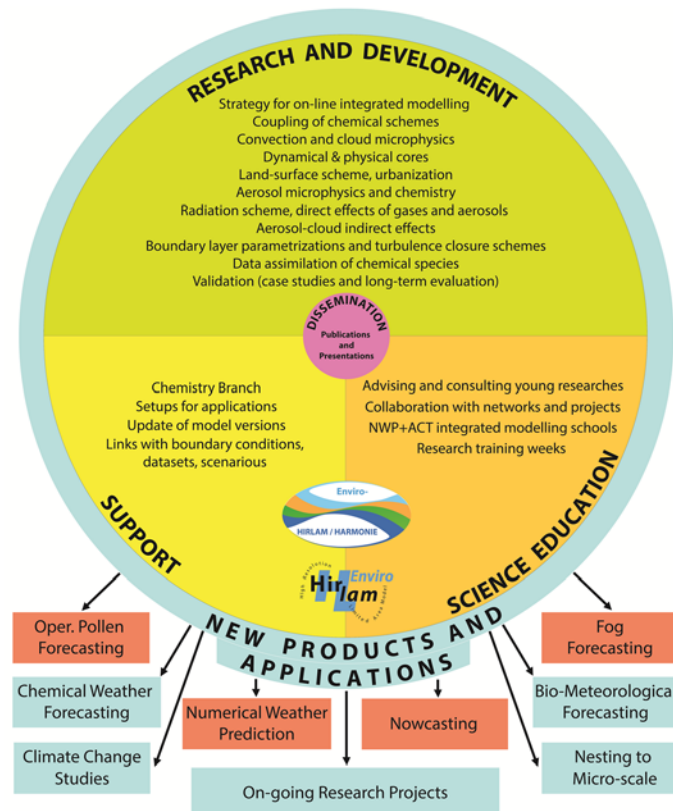 RESEARCH AND DEVELOPMENT
Strategy for on-line integrated modelling
Coupling of chemical schemes
Convection and cloud microphysics
Dynamical & physical cores
Land-surface scheme, urbanization
Aerosol microphysics and chemistry
Radiation scheme, direct effects of gases and aerosols
Aerosol-cloud indirect effects
Boundary layer parametrizations and turbulence closure schemes
Data assimilation of chemical species
Validation (case studies and long-term evaluation)
DISSEMINATION
Publications
and
Presentations
Chemistry Branch
Setups for applications
Update of model versions
Links with boundary conditions,
datasets, scenarious
SUPPORT
Advising and consulting young researches
Collaboration with networks and projects
NWP+ACT integrated modelling schools
Research training weeks
SCIENCE EDUCATION
Enviro-
HIRLAM / HARMONIE
High Resolution
Enviro
Hirlam
Limited Area Model
NEW PRODUCTS AND
APPLICATIONS
Oper. Pollen
Forecasting
Chemical Weather
Forecasting
Climate Change
Studies
Numerical Weather
Prediction
On-going Research Projects
Nowcasting
Fog
Forecasting
Bio-Meteorologica
Forecasting
Nesting to
Micro-scale